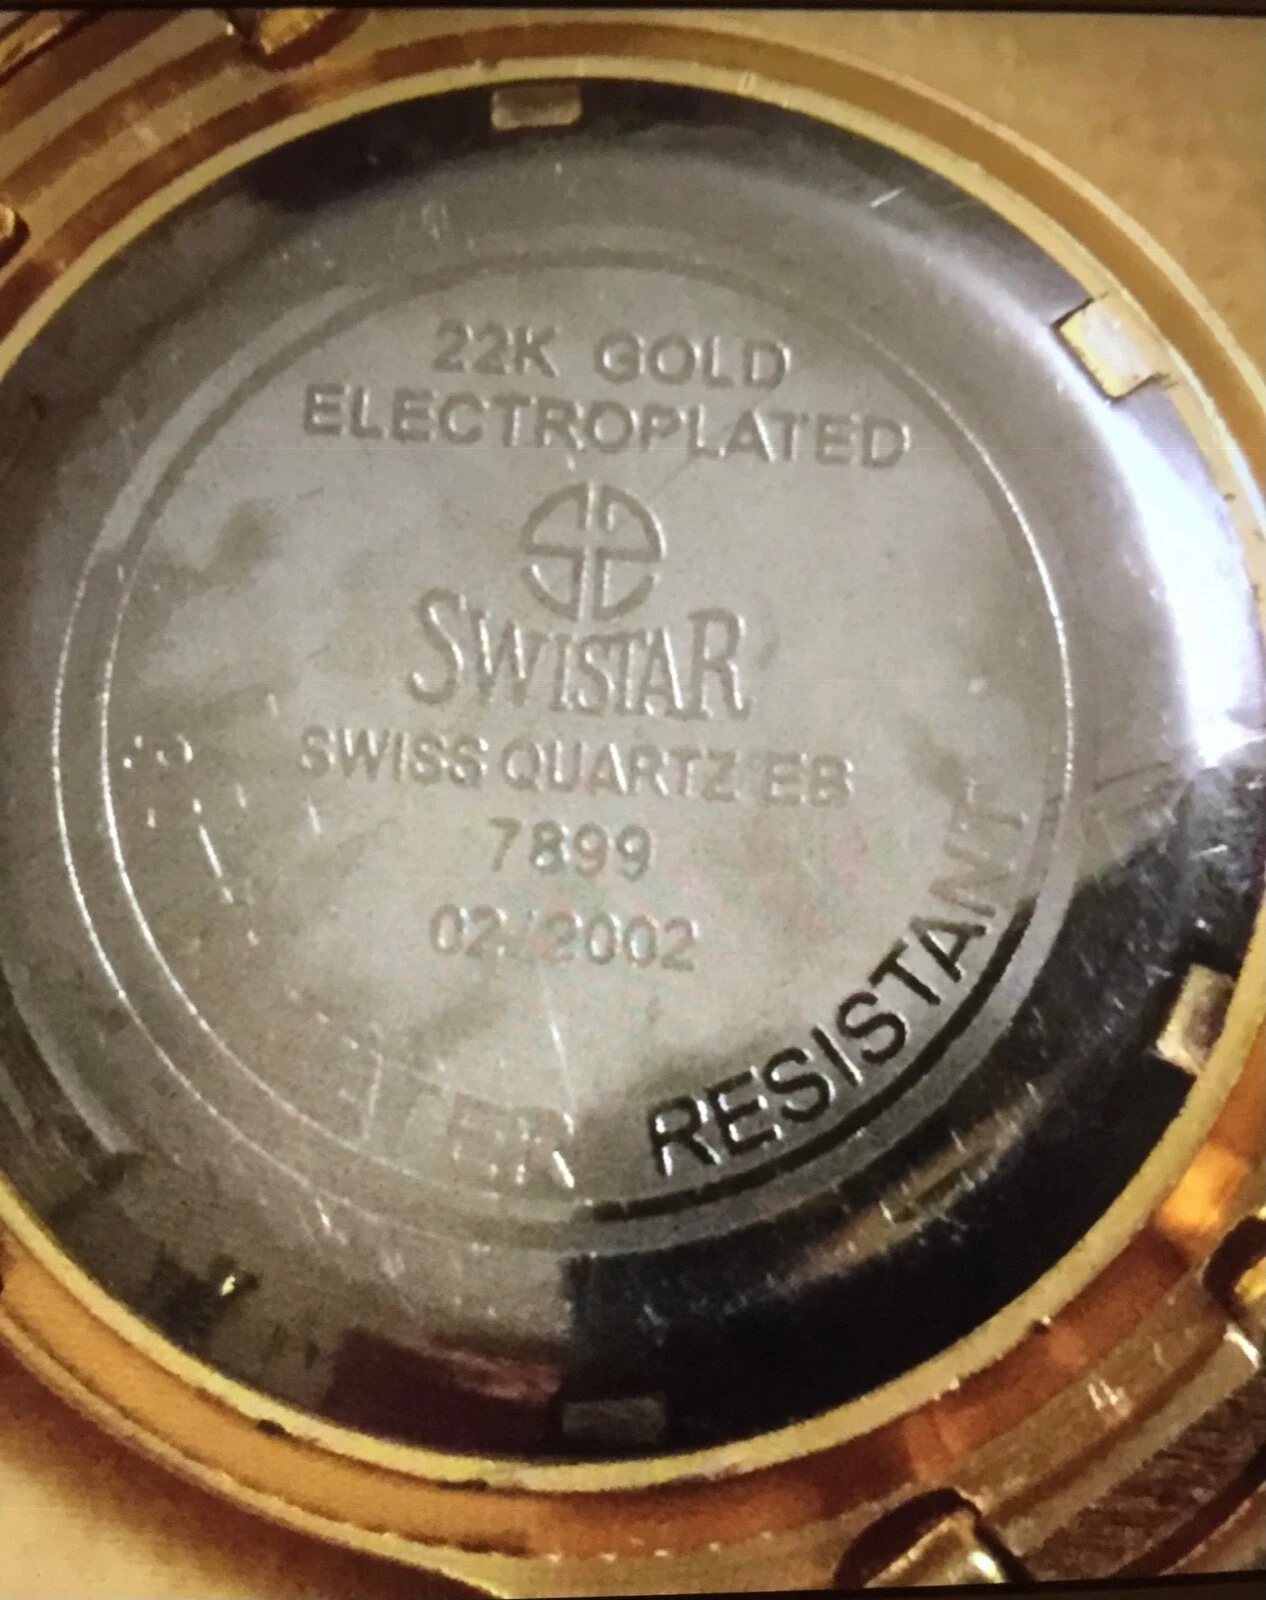 22K GOLD
ELECTROPLATED
SWISTAR
SWISS QUARTZ EB
7899
02/2002
RESISTANT